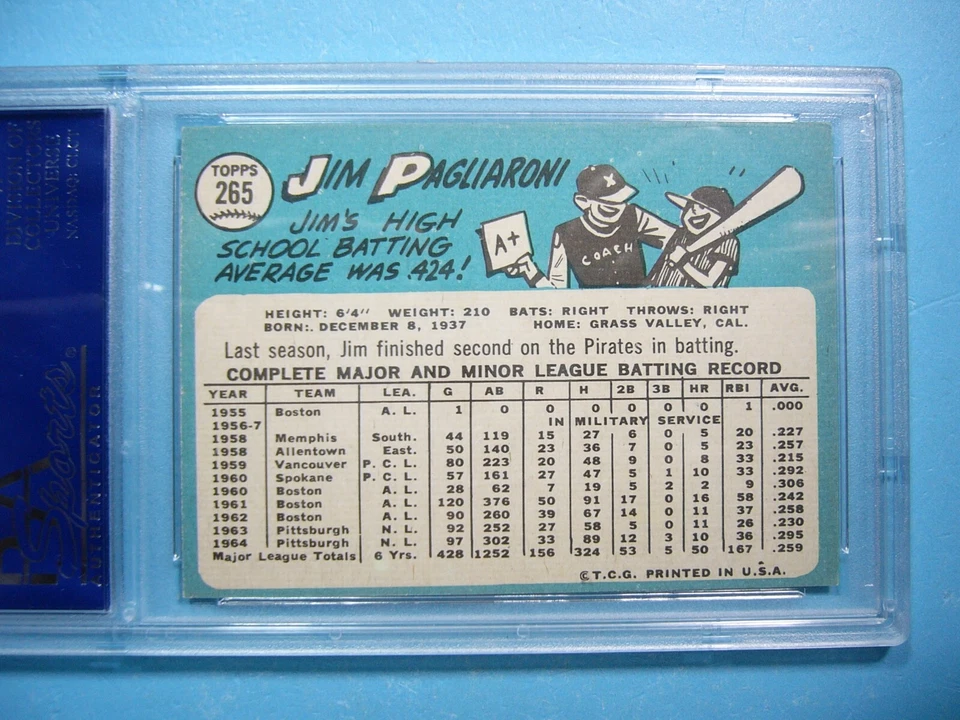 DIVISION OF
COLLECTORS
UNIVERSE
NASDAQ: CLCT
PSA
Sports®
AUTHENTICATOR
TOPPS
265
JIM PAGLIARONI
JIM'S HIGH
SCHOOL BATTING
AVERAGE WAS .424!
A+
X
COACH
HEIGHT: 6'4" WEIGHT: 210 BATS: RIGHT THROWS: RIGHT
BORN:. DECEMBER 8, 1937 HOME: GRASS VALLEY, CAL.
Last season, Jim finished second on the Pirates in batting.
COMPLETE MAJOR AND MINOR LEAGUE BATTING RECORD
YEAR TEAM LEA. G AB R H 2B 3B HR RBI AVG.
1955 Boston A. L. 1 0 0 0 0 0 0 1 .000
1956-7 IN MILITARY SERVICE
1958 Memphis South. 44 119 15 27 6 0 5 20 .227
1958 Allentown East. 50 140 23 36 7 0 5 23 .257
1959 Vancouver P. C. L. 80 223 20 48 9 0 8 33 .215
1960 Spokane P. C. L. 57 161 27 47 5 1 10 33 .292
1960 Boston A. L. 28 62 7 19 5 2 2 9 .306
1961 Boston A. L. 120 376 50 91 17 0 16 58 .242
1962 Boston A. L. 90 260 39 67 14 0 11 37 .258
1963 Pittsburgh N. L. 92 252 27 58 5 0 11 26 .230
1964 Pittsburgh N. L. 97 302 33 89 12 3 10 36 .295
Major League Totals 6 Yrs. 428 1252 156 324 53 5 50 167 .259
©T.C.G. PRINTED IN U.S.A.